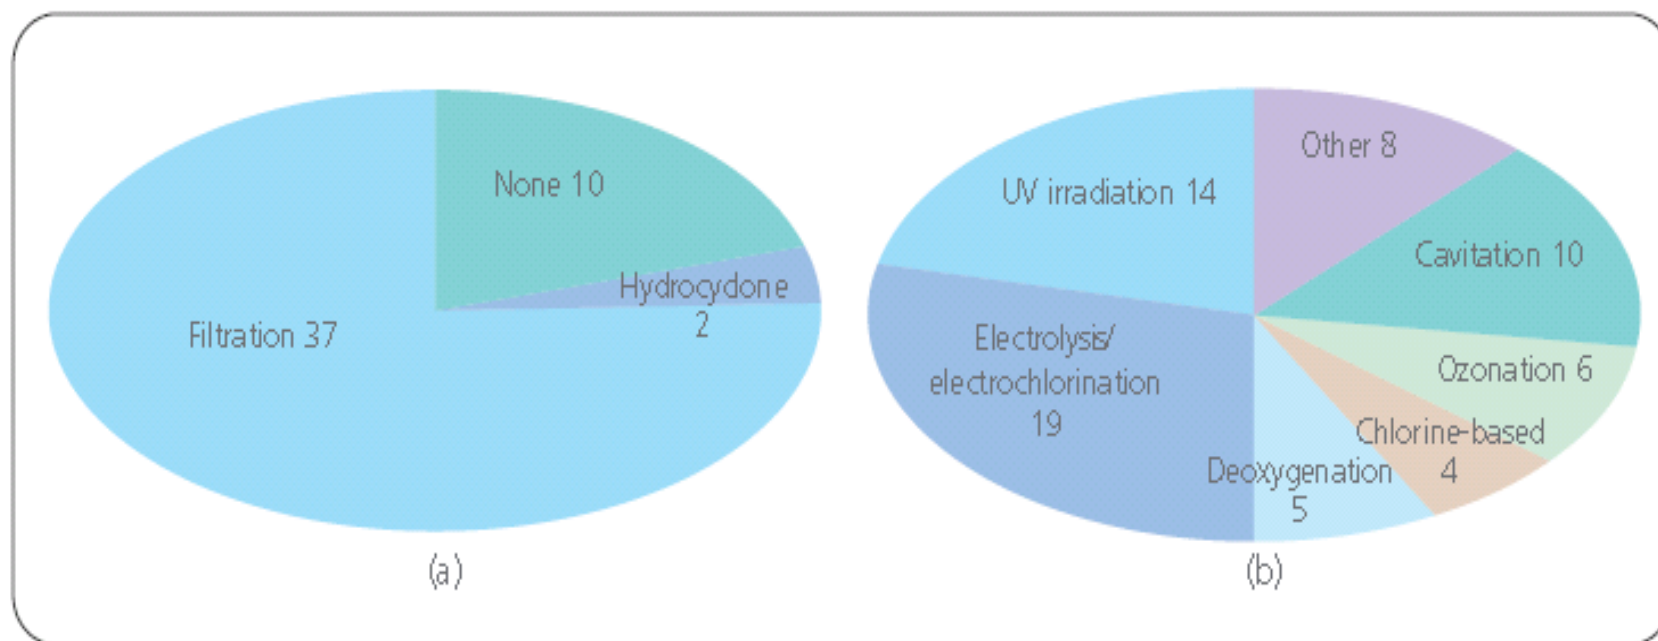 None 10
Hydrocydone
2
Filtration 37
(a)
Other 8
UV irradiation 14
Cavitation 10
Electrolysis/
electrochlorination
19
Ozonation 6
Chlorine-based
4
Deoxygenation
5
(b)